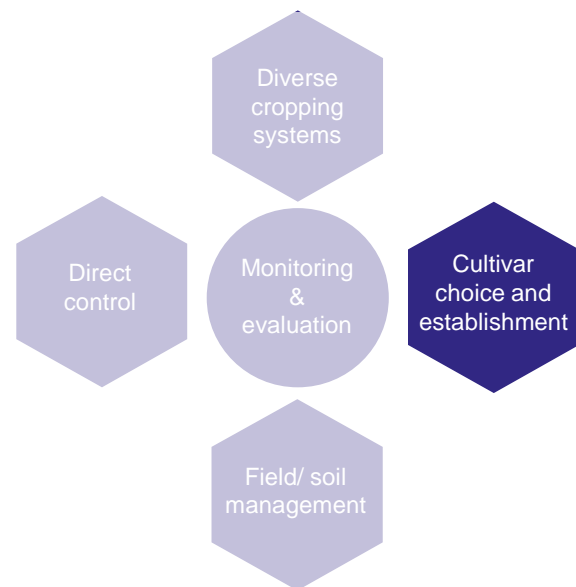 Diverse
cropping
systems
Direct
control
Monitoring
&
evaluation
Cultivar
choice and
establishment
Field/ soil
management